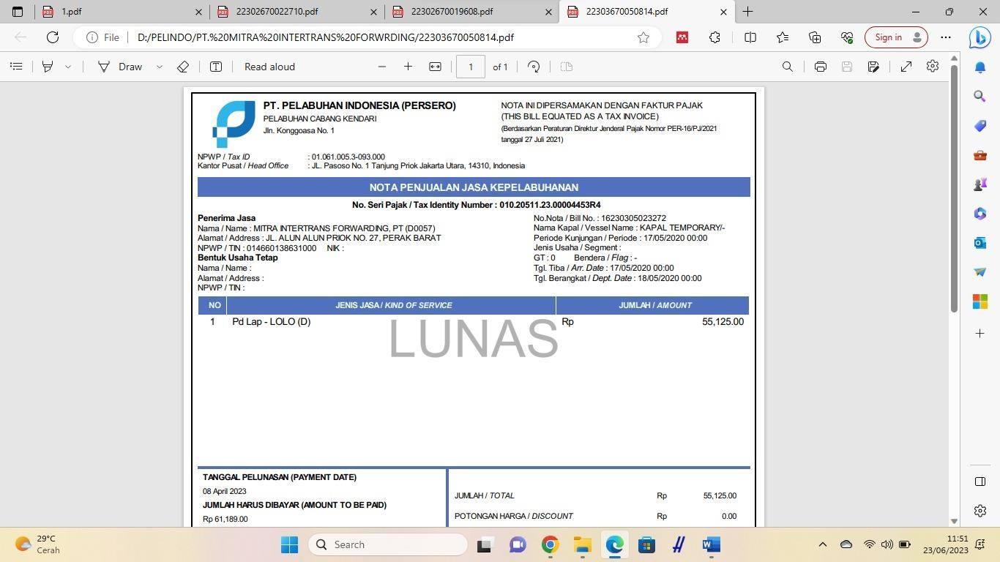 1.pdf
22302670022710.pdf
22302670019608.pdf
22303670050814.pdf
File
D:/PELINDO/PT.%20MITRA%20INTERTRANS%20FORWRDING/22303670050814.pdf
Sign in
Draw
Read aloud
1
of 1
PT. PELABUHAN INDONESIA (PERSERO)
PELABUHAN CABANG KENDARI
Jln. Konggoasa No. 1
NOTA INI DIPERSAMAKAN DENGAN FAKTUR PAJAK
(THIS BILL EQUATED AS A TAX INVOICE)
(Berdasarkan Peraturan Direktur Jenderal Pajak Nomor PER-16/PJ/2021
tanggal 27 Juli 2021)
NPWP / Tax ID : 01.061.005.3-093.000
Kantor Pusat / Head Office : JL. Pasoso No. 1 Tanjung Priok Jakarta Utara, 14310, Indonesia
NOTA PENJUALAN JASA KEPELABUHANAN
No. Seri Pajak / Tax Identity Number : 010.20511.23.00004453R4
Penerima Jasa
Nama / Name : MITRA INTERTRANS FORWARDING, PT (D0057)
Alamat / Address : JL. ALUN ALUN PRIOK NO. 27, PERAK BARAT
NPWP / TIN : 014660138631000 NIK :
Bentuk Usaha Tetap
Nama / Name :
Alamat / Address :
NPWP / TIN :
No.Nota / Bill No. : 16230305023272
Nama Kapal / Vessel Name : KAPAL TEMPORARY/-
Periode Kunjungan / Periode : 17/05/2020 00:00
Jenis Usaha / Segment :
GT : 0 Bendera / Flag : -
Tgl. Tiba / Arr. Date : 17/05/2020 00:00
Tgl. Berangkat / Dept. Date : 18/05/2020 00:00
NO JENIS JASA / KIND OF SERVICE JUMLAH / AMOUNT
1 Pd Lap - LOLO (D) Rp 55,125.00
LUNAS
TANGGAL PELUNASAN (PAYMENT DATE)
08 April 2023
JUMLAH HARUS DIBAYAR (AMOUNT TO BE PAID)
Rp 61,189.00
JUMLAH / TOTAL Rp 55,125.00
POTONGAN HARGA / DISCOUNT Rp 0.00
29°C
Cerah
Search
11:51
23/06/2023